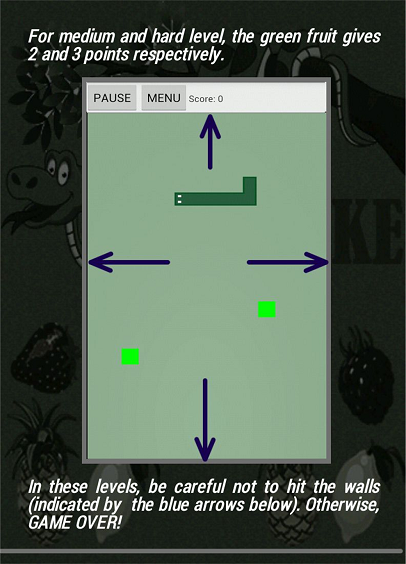 For medium and hard level, the green fruit gives
2 and 3 points respectively.
PAUSE MENU Score: 0
KE
In these levels, be careful not to hit the walls
(indicated by the blue arrows below). Otherwise,
GAME OVER!